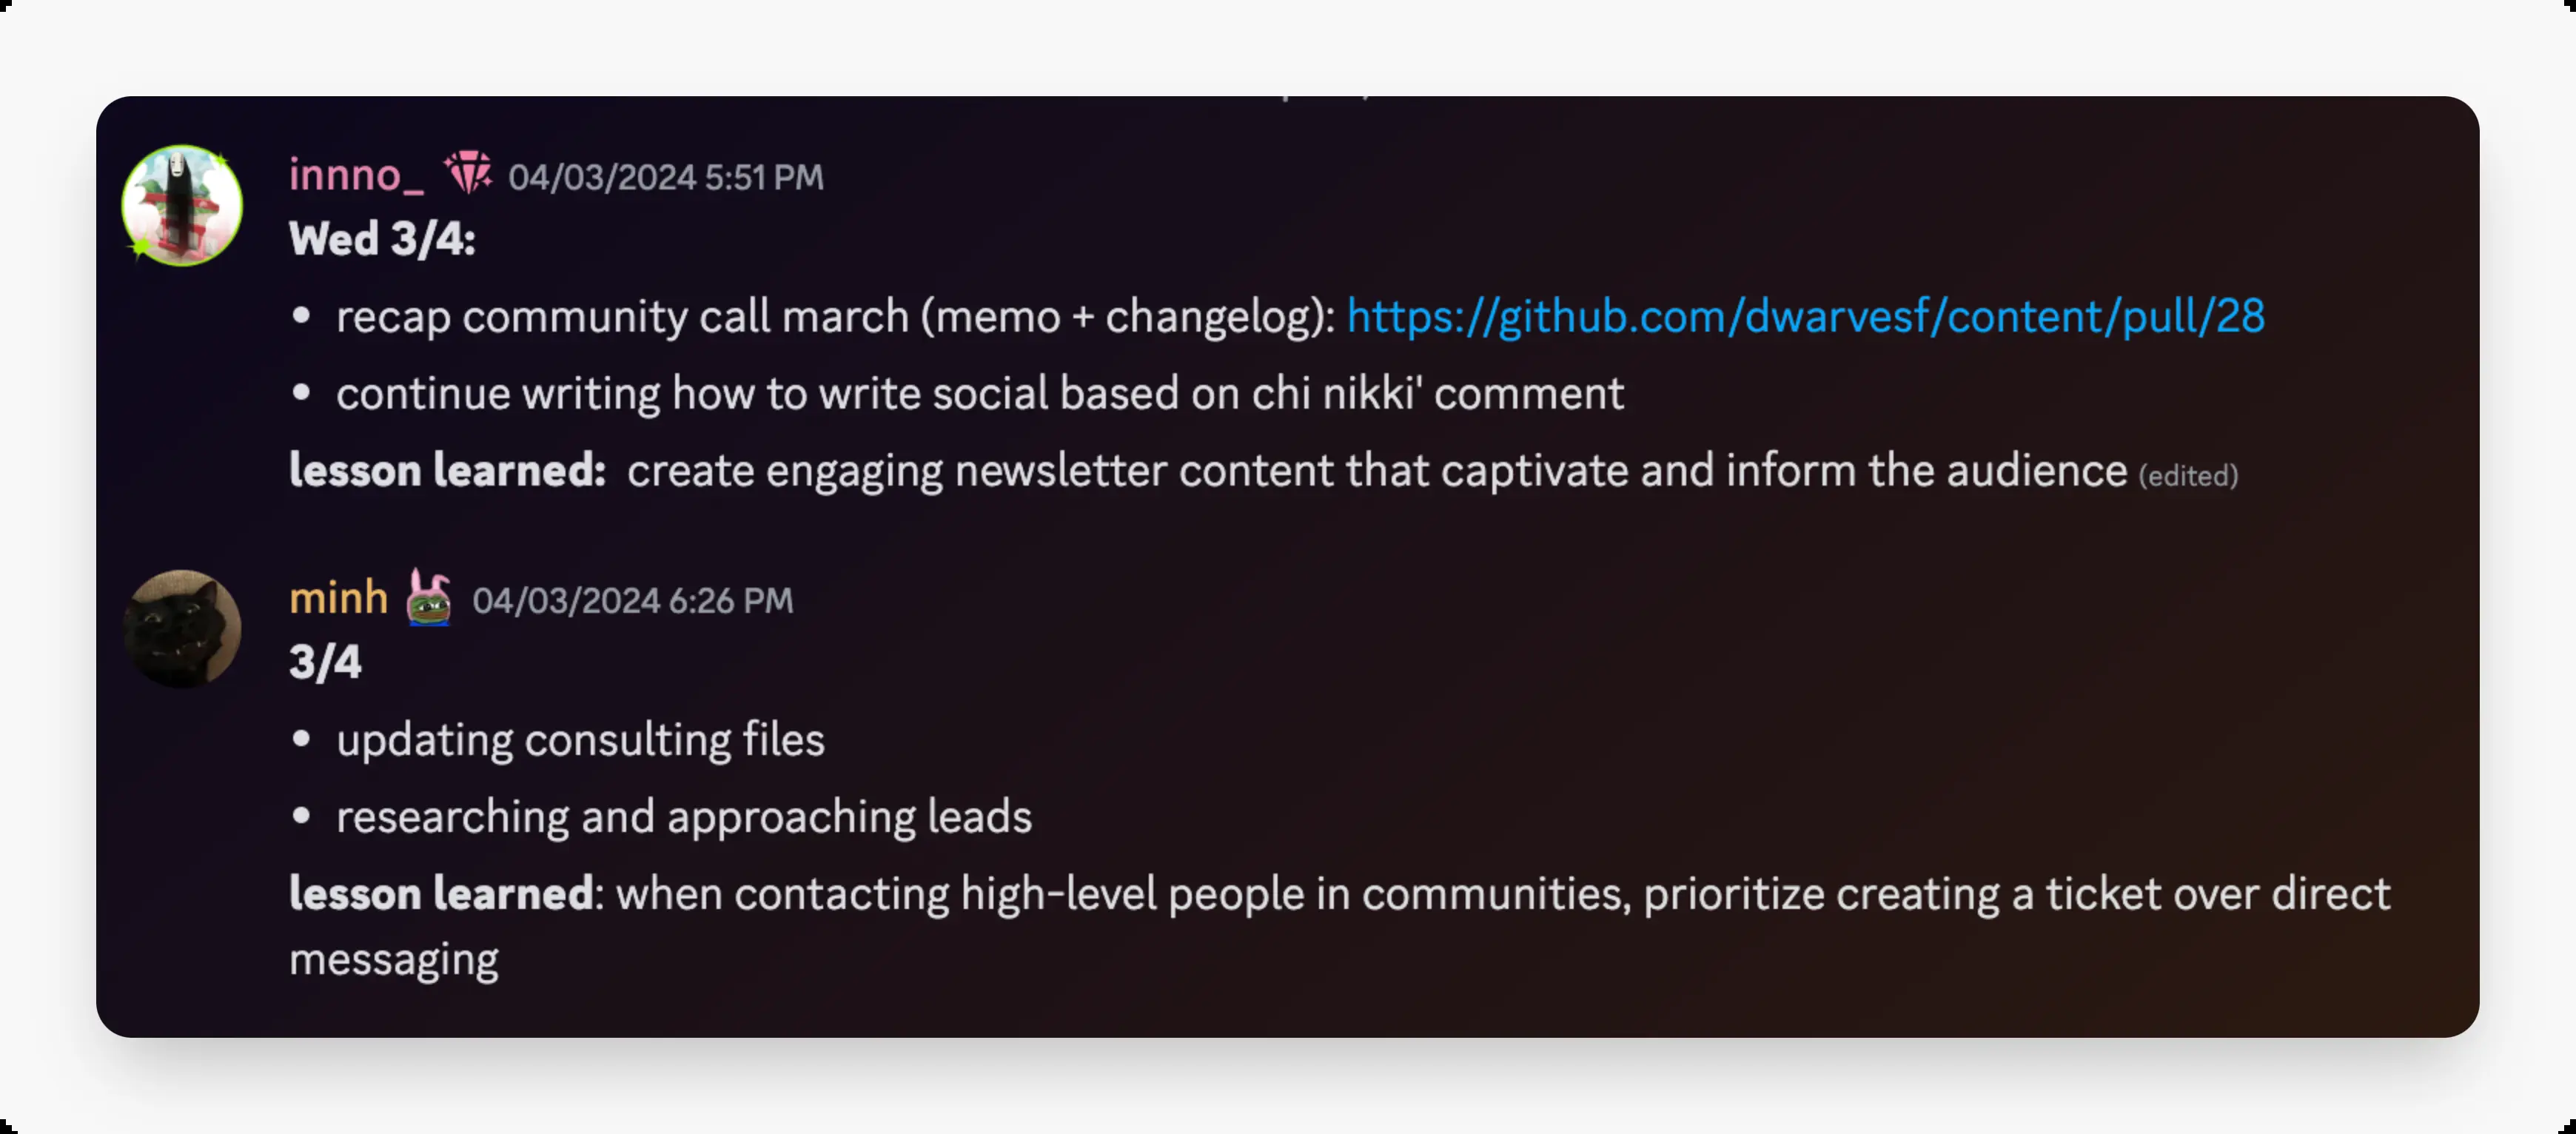 innno_ 04/03/2024 5:51 PM
Wed 3/4:
• recap community call march (memo + changelog): https://github.com/dwarvesf/content/pull/28
• continue writing how to write social based on chi nikki' comment
lesson learned: create engaging newsletter content that captivate and inform the audience (edited)
minh 04/03/2024 6:26 PM
3/4
• updating consulting files
• researching and approaching leads
lesson learned: when contacting high-level people in communities, prioritize creating a ticket over direct
messaging